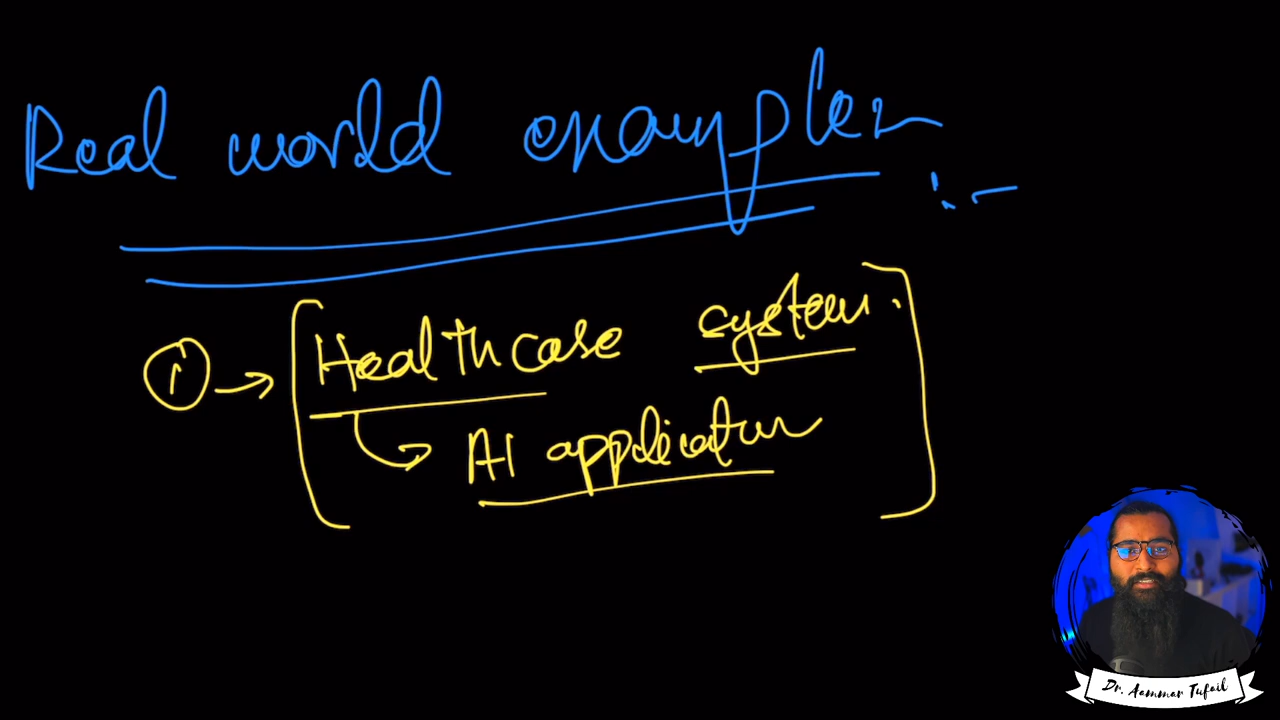 Real world examples :-
① → [Healthcare system.
↳ AI application]
Dr. Aammar Tufail